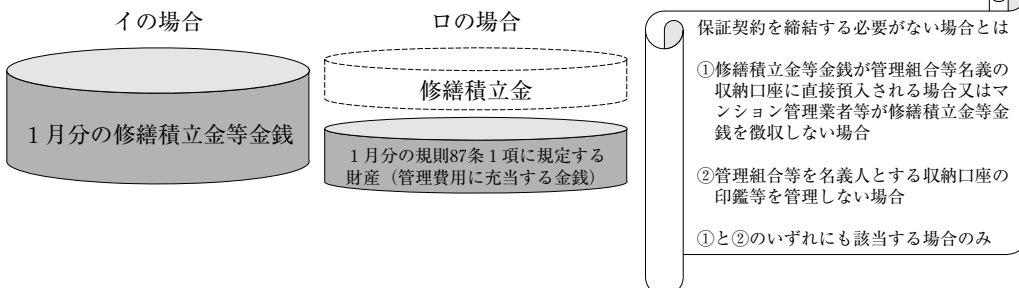 イの場合
1月分の修繕積立金等金銭
ロの場合
修繕積立金
1月分の規則87条1項に規定する
財産（管理費用に充当する金銭）
保証契約を締結する必要がない場合とは
①修繕積立金等金銭が管理組合等名義の
収納口座に直接預入される場合又はマ
ンション管理業者等が修繕積立金等金
銭を徴収しない場合
②管理組合等を名義人とする収納口座の
印鑑等を管理しない場合
①と②のいずれにも該当する場合のみ